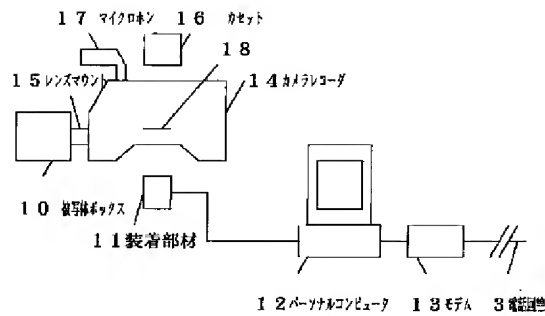 17 マイクロホン 16 カセット
18
15 レンズマウント
14 カメラレコーダ
10 被写体ボックス
11 装着部材
12 パーソナルコンピュータ 13 モデム 3 電話回線